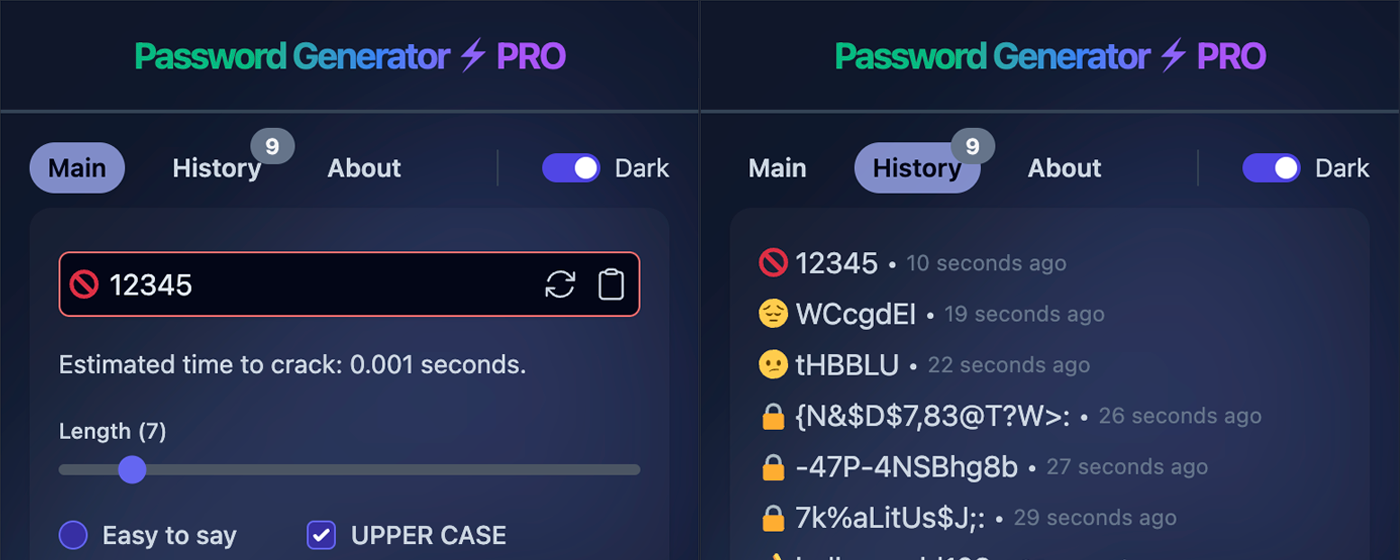 Password Generator ⚡ PRO
Main History 9 About Dark
12345
Estimated time to crack: 0.001 seconds.
Length (7)
Easy to say UPPER CASE
Password Generator ⚡ PRO
Main History 9 About Dark
12345 • 10 seconds ago
WCcgdEI • 19 seconds ago
tHBBLU • 22 seconds ago
{N&$D$7,83@T?W>: • 26 seconds ago
-47P-4NSBhg8b • 27 seconds ago
7k%aLitUs$J;: • 29 seconds ago